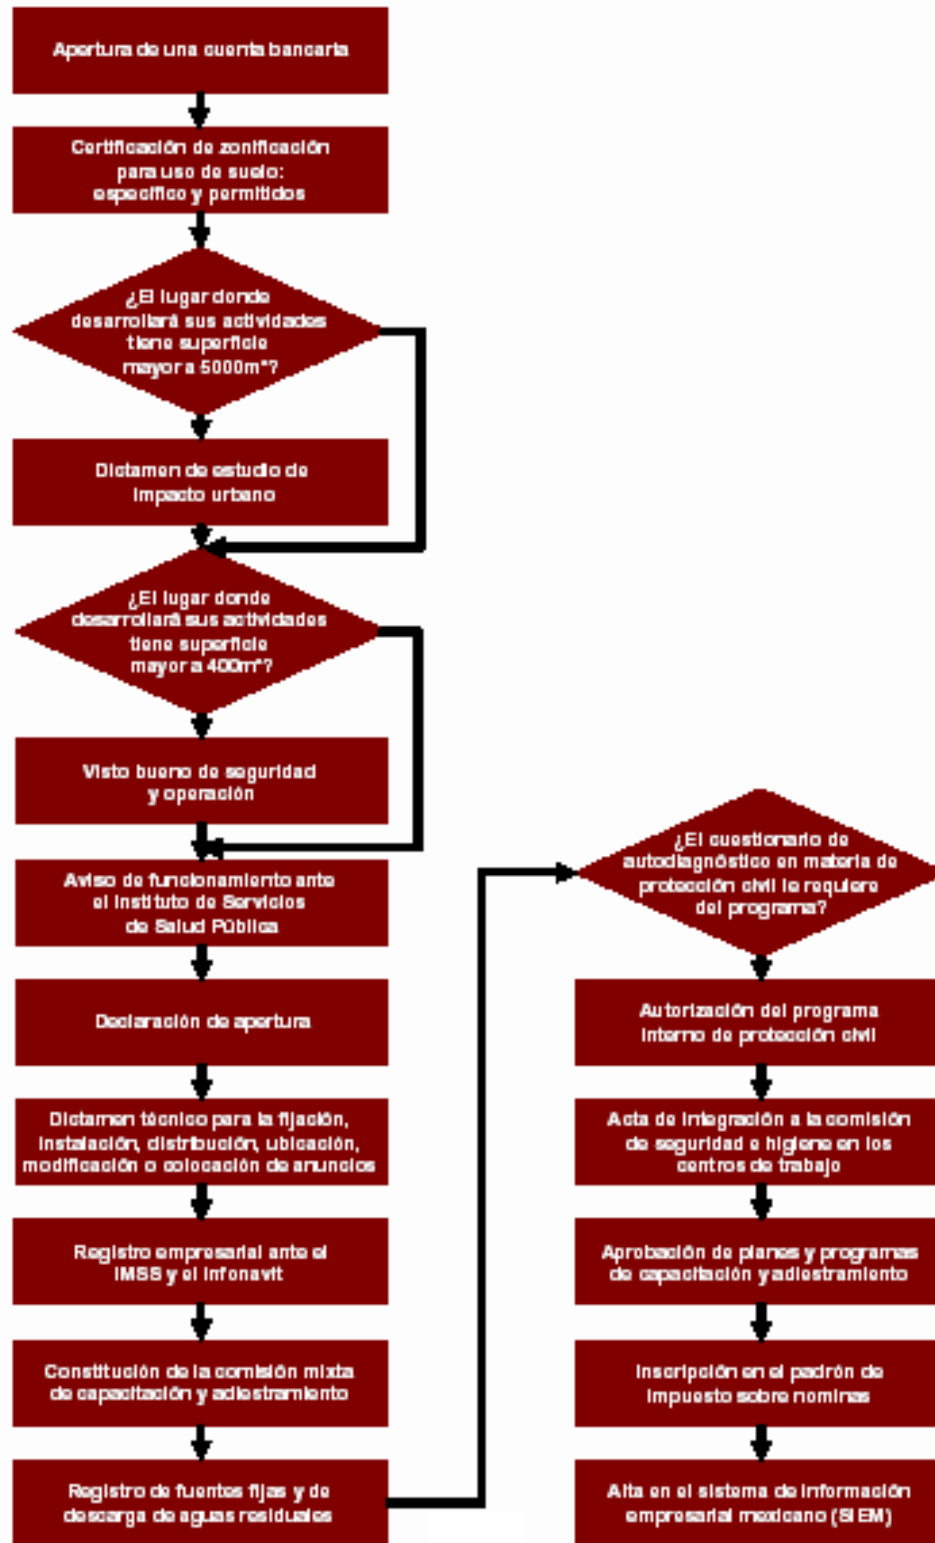 Apertura de una cuenta bancaria
Certificación de zonificación
para uso de suelo:
específico y permitidos
¿El lugar donde
desarrollará sus actividades
tiene superficie
mayor a 5000m²?
Dictamen de estudio de
impacto urbano
¿El lugar donde
desarrollará sus actividades
tiene superficie
mayor a 400m²?
Visto bueno de seguridad
y operación
Aviso de funcionamiento ante
el Instituto de Servicios
de Salud Pública
Declaración de apertura
Dictamen técnico para la fijación,
instalación, distribución, ubicación,
modificación o colocación de anuncios
Registro empresarial ante el
IMSS y el Infonavit
Constitución de la comisión mixta
de capacitación y adiestramiento
Registro de fuentes fijas y de
descarga de aguas residuales
¿El cuestionario de
autodiagnóstico en materia de
protección civil le requiere
del programa?
Autorización del programa
interno de protección civil
Acta de integración a la comisión
de seguridad e higiene en los
centros de trabajo
Aprobación de planes y programas
de capacitación y adiestramiento
Inscripción en el padrón de
impuesto sobre nominas
Alta en el sistema de información
empresarial mexicano (SIEM)